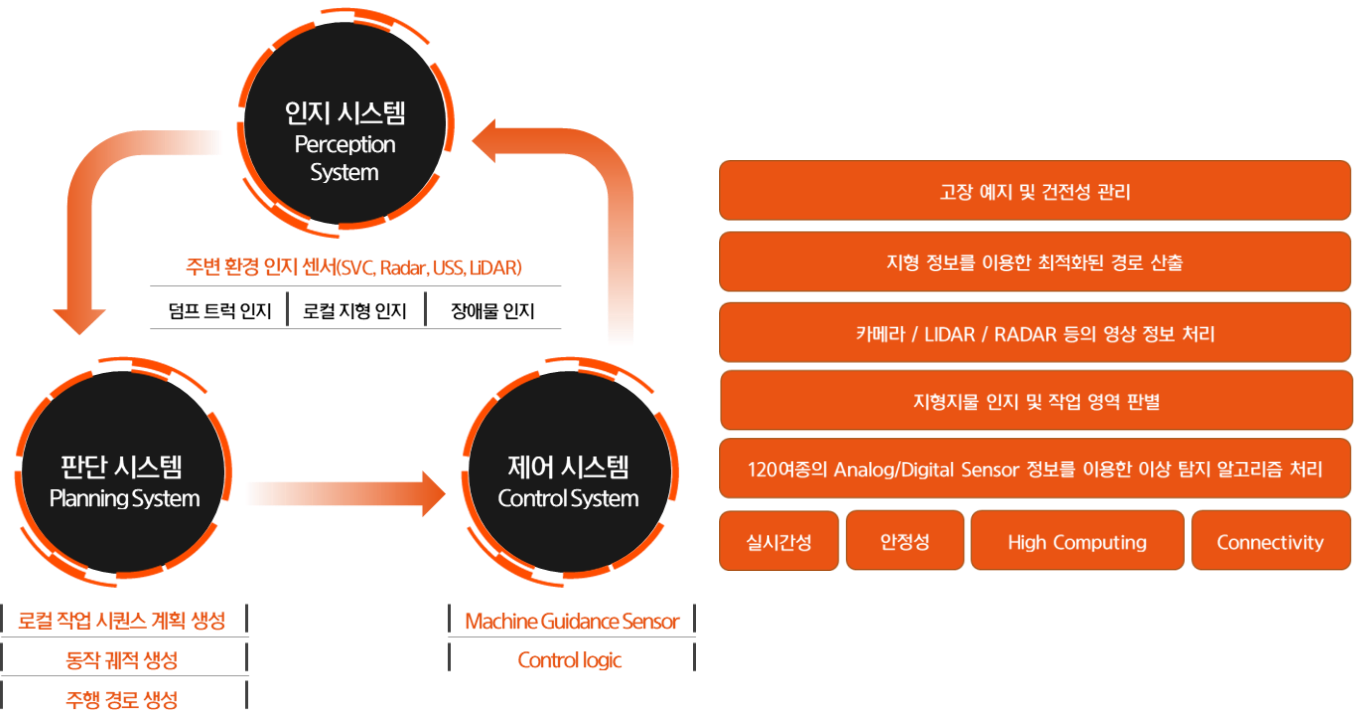 인지 시스템
Perception
System
주변 환경 인지 센서(SVC, Radar, USS, LiDAR)
덤프 트럭 인지
로컬 지형 인지
장애물 인지
판단 시스템
Planning System
로컬 작업 시퀀스 계획 생성
동작 궤적 생성
주행 경로 생성
제어 시스템
Control System
Machine Guidance Sensor
Control logic
고장 예지 및 건전성 관리
지형 정보를 이용한 최적화된 경로 산출
카메라 / LIDAR / RADAR 등의 영상 정보 처리
지형지물 인지 및 작업 영역 판별
120여종의 Analog/Digital Sensor 정보를 이용한 이상 탐지 알고리즘 처리
실시간성
안정성
High Computing
Connectivity